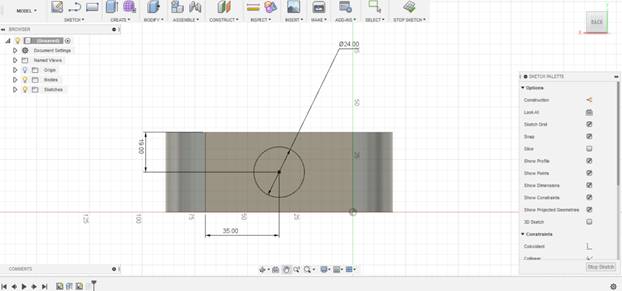 MODEL
SKETCH
CREATE
MODIFY
ASSEMBLE
CONSTRUCT
INSPECT
INSERT
MAKE
ADD-INS
SELECT
STOP SKETCH
BROWSER
(Unsaved)
Document Settings
Named Views
Origin
Bodies
Sketches
BACK
Ø24.00
50
25
19.00
125
100
75
50
25
35.00
SKETCH PALETTE
Options
Construction
Look At
Sketch Grid
Snap
Slice
Show Profile
Show Points
Show Dimensions
Show Constraints
Show Projected Geometries
3D Sketch
Constraints
Coincident
Collinear
Stop Sketch
COMMENTS